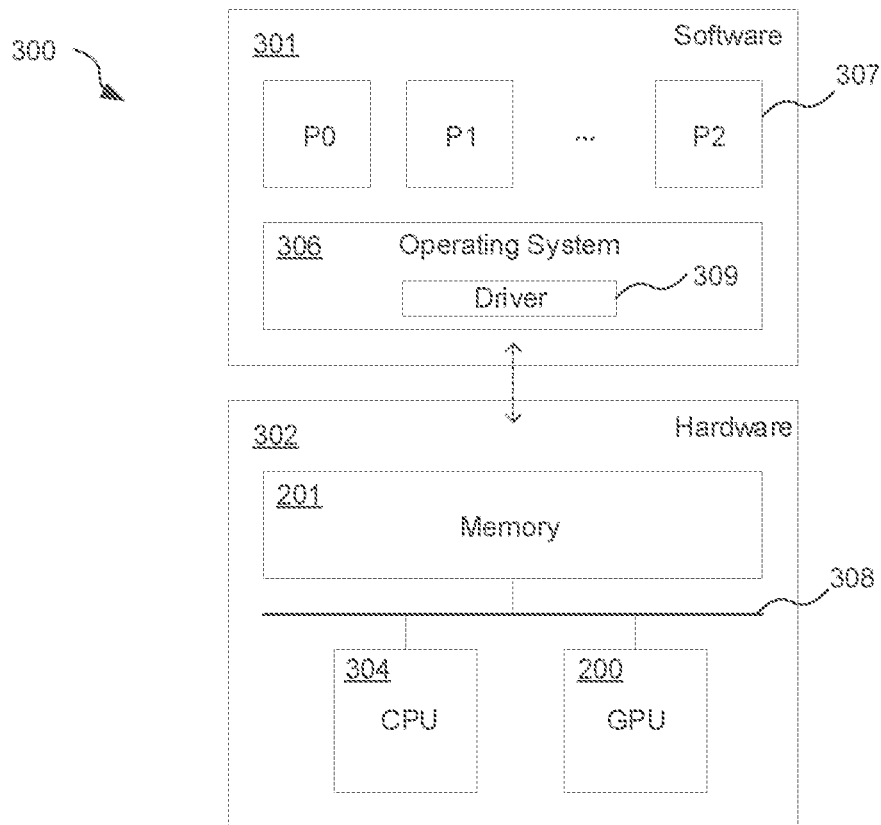 300
301 Software
307
P0 P1 ... P2
306 Operating System
309
Driver
302 Hardware
201
Memory
308
304 200
CPU GPU